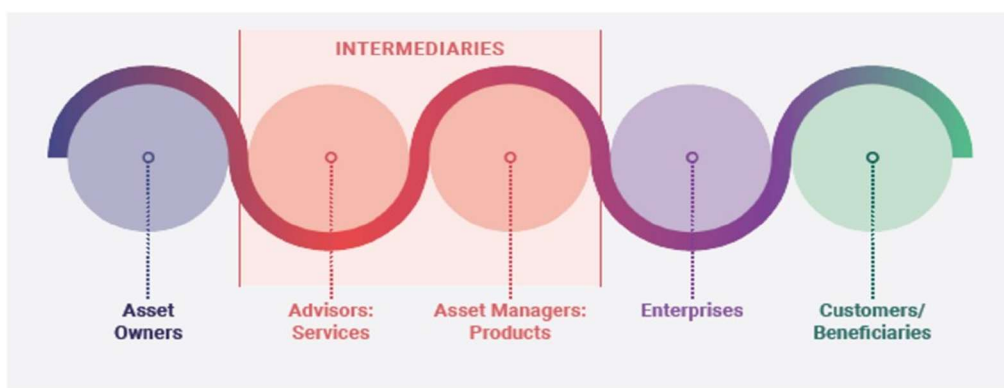 INTERMEDIARIES
Asset
Owners
Advisors:
Services
Asset Managers:
Products
Enterprises
Customers/
Beneficiaries